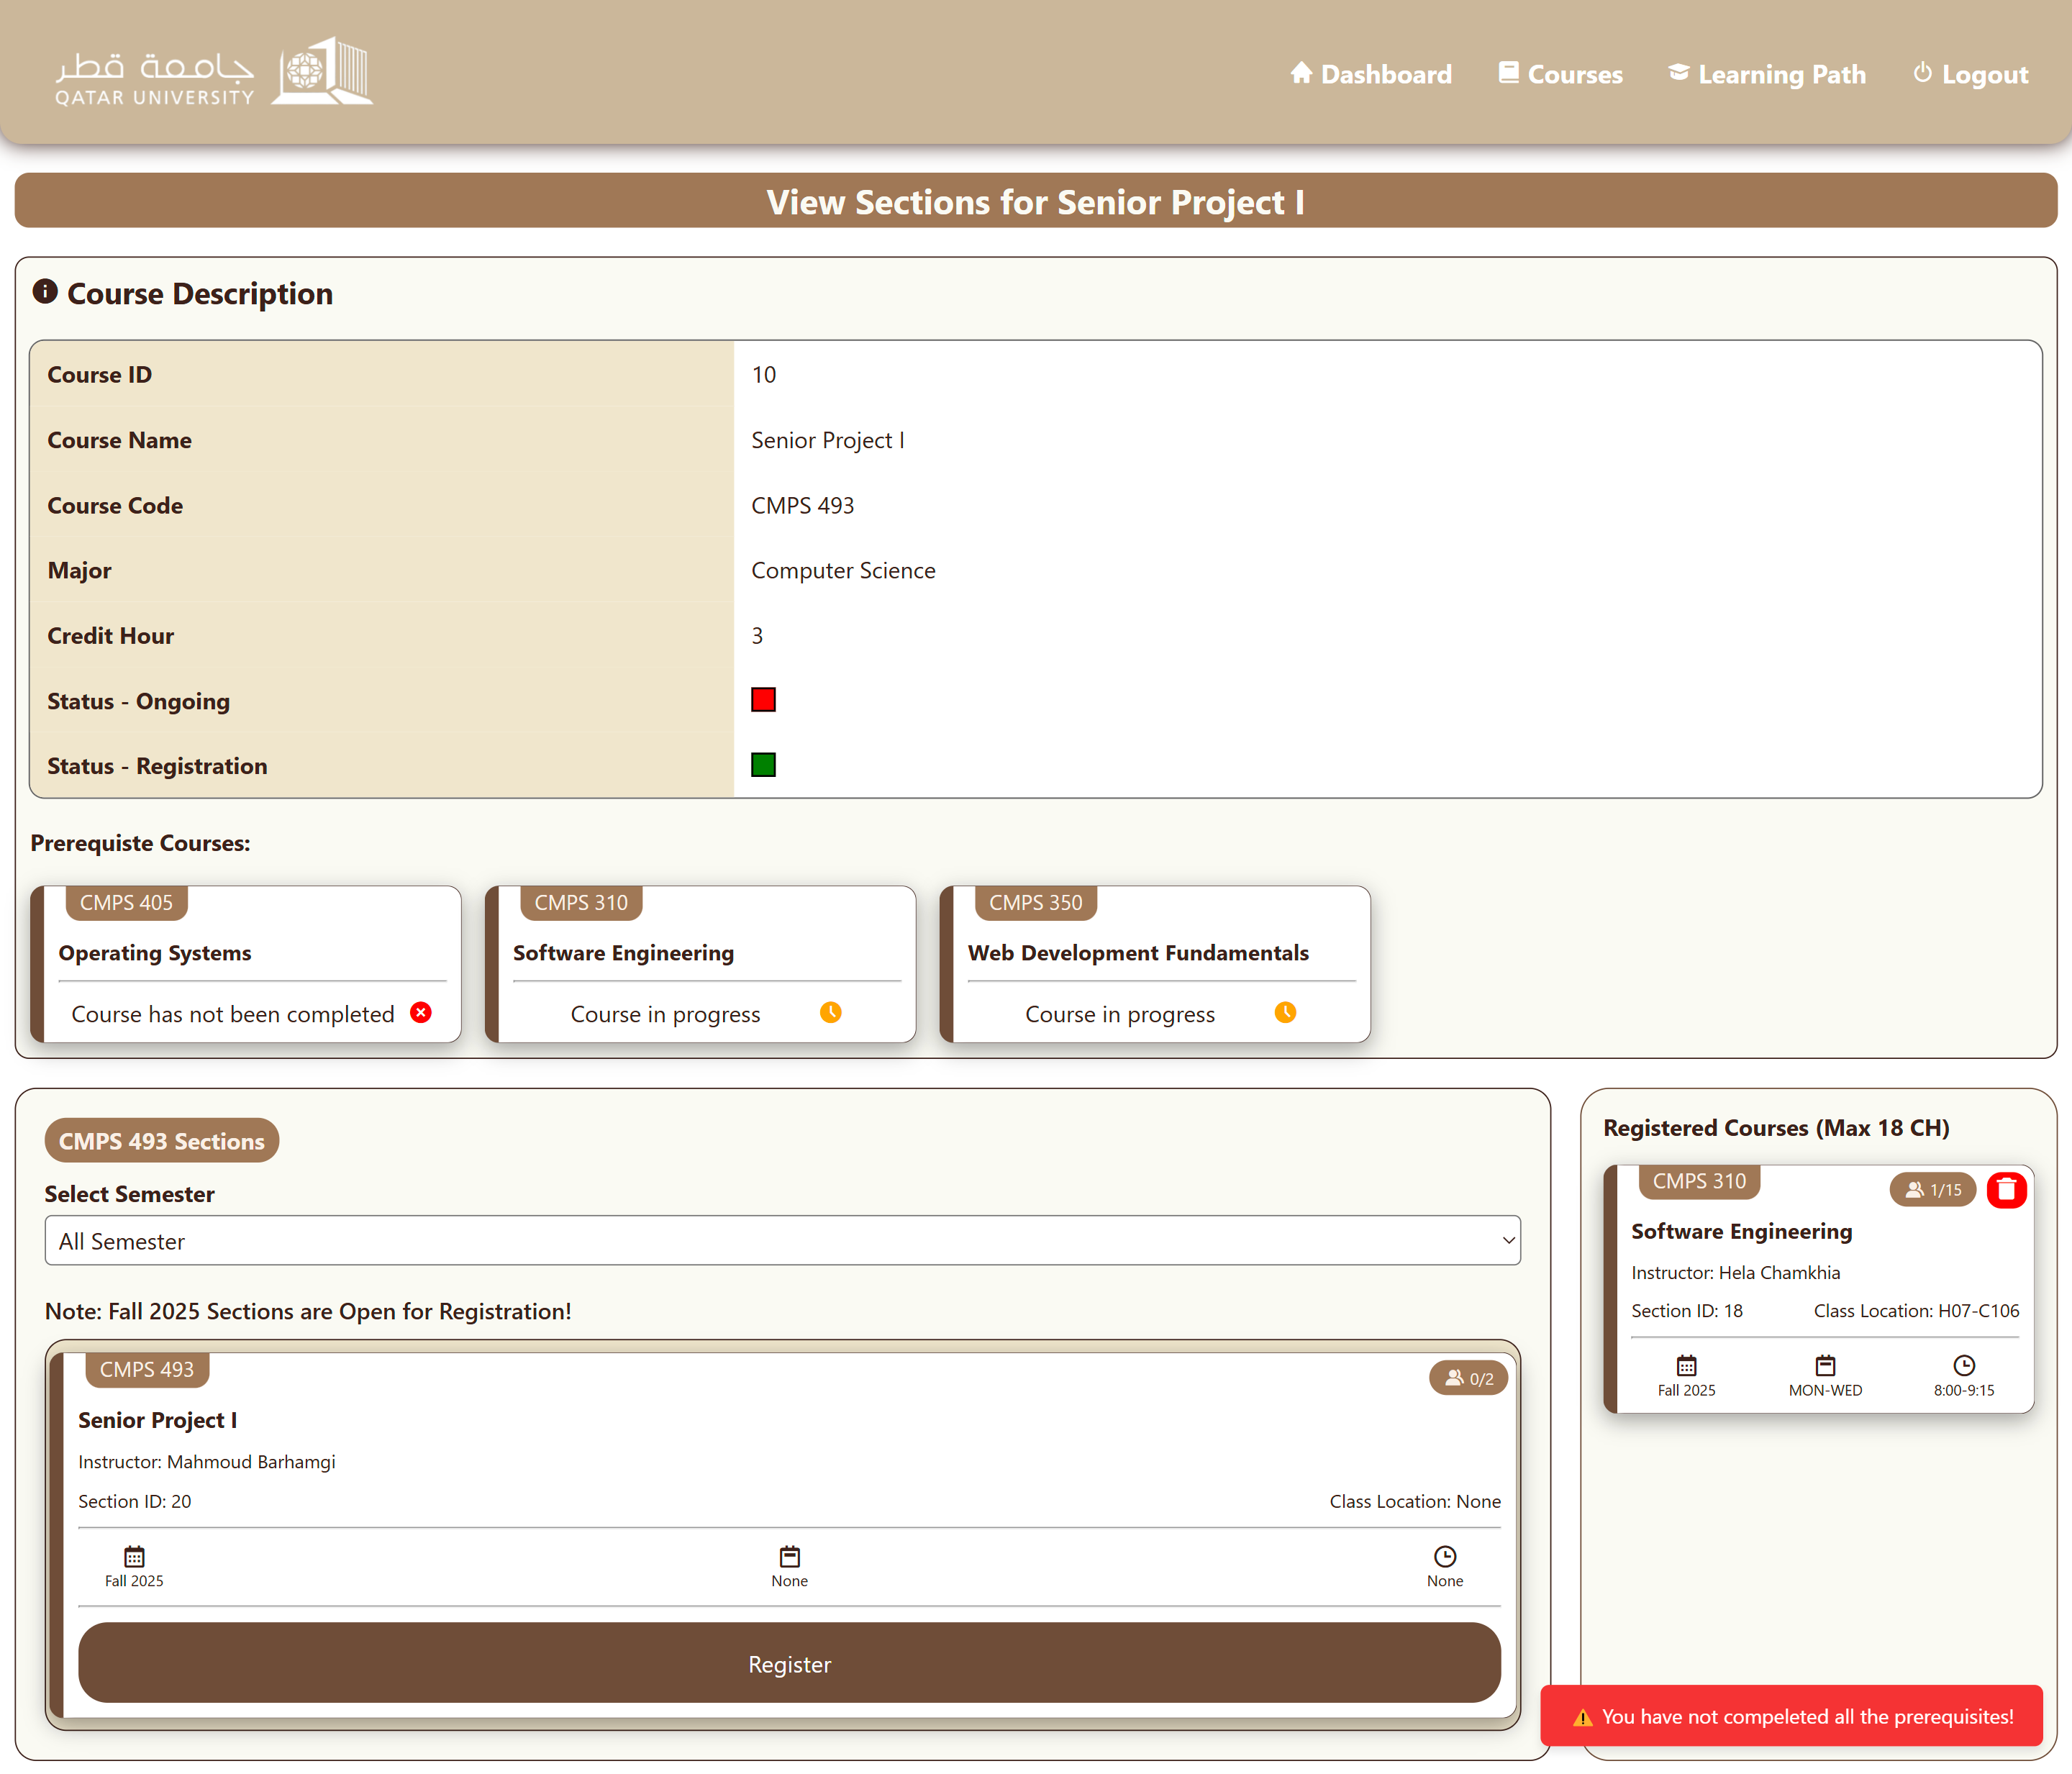 جامعة قطر
QATAR UNIVERSITY
Dashboard
Courses
Learning Path
Logout
View Sections for Senior Project I
Course Description
Course ID 10
Course Name Senior Project I
Course Code CMPS 493
Major Computer Science
Credit Hour 3
Status - Ongoing
Status - Registration
Prerequiste Courses:
CMPS 405
Operating Systems
Course has not been completed
CMPS 310
Software Engineering
Course in progress
CMPS 350
Web Development Fundamentals
Course in progress
CMPS 493 Sections
Select Semester
All Semester
Note: Fall 2025 Sections are Open for Registration!
CMPS 493
0/2
Senior Project I
Instructor: Mahmoud Barhamgi
Section ID: 20
Class Location: None
Fall 2025
None
None
Register
Registered Courses (Max 18 CH)
CMPS 310
1/15
Software Engineering
Instructor: Hela Chamkhia
Section ID: 18
Class Location: H07-C106
Fall 2025
MON-WED
8:00-9:15
You have not compeleted all the prerequisites!